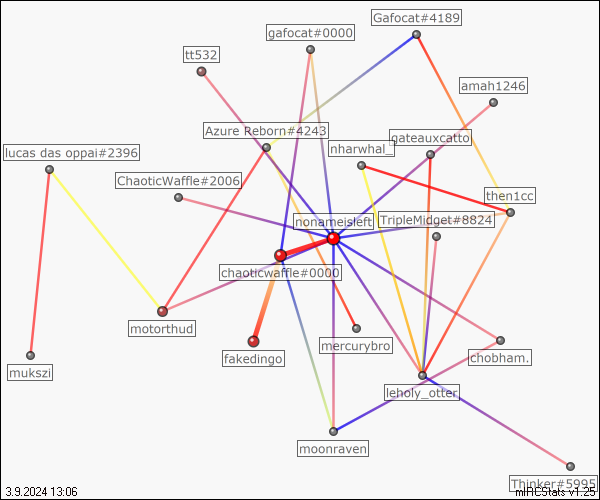 Gafocat#4189
gafocat#0000
tt532
amah1246
Azure Reborn#4243
gateauxcatto
nharwhal_
lucas das oppai#2396
ChaoticWaffle#2006
then1cc
nonameisleft
TripleMidget#8824
chaoticwaffle#0000
motorthud
mercurybro
fakedingo
chobham.
mukszi
leholy_otter
moonraven
Thinker#5995
3.9.2024 13:06
mIRCStats v1.25